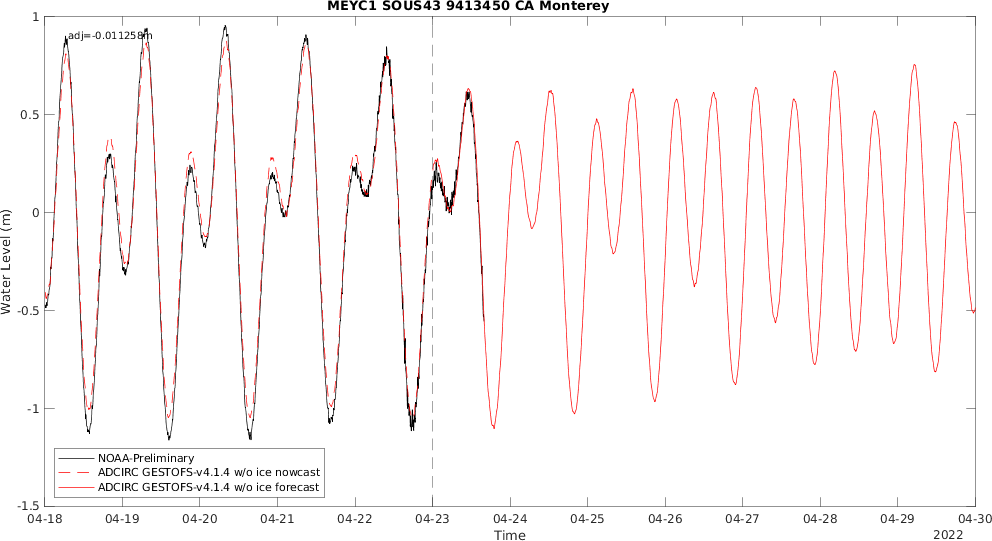 MEYC1 SOUS43 9413450 CA Monterey
adj=-0.011258m
1
0.5
0
-0.5
-1
-1.5
Water Level (m)
NOAA-Preliminary
ADCIRC GESTOFS-v4.1.4 w/o ice nowcast
ADCIRC GESTOFS-v4.1.4 w/o ice forecast
04-18 04-19 04-20 04-21 04-22 04-23 04-24 04-25 04-26 04-27 04-28 04-29 04-30
Time
2022